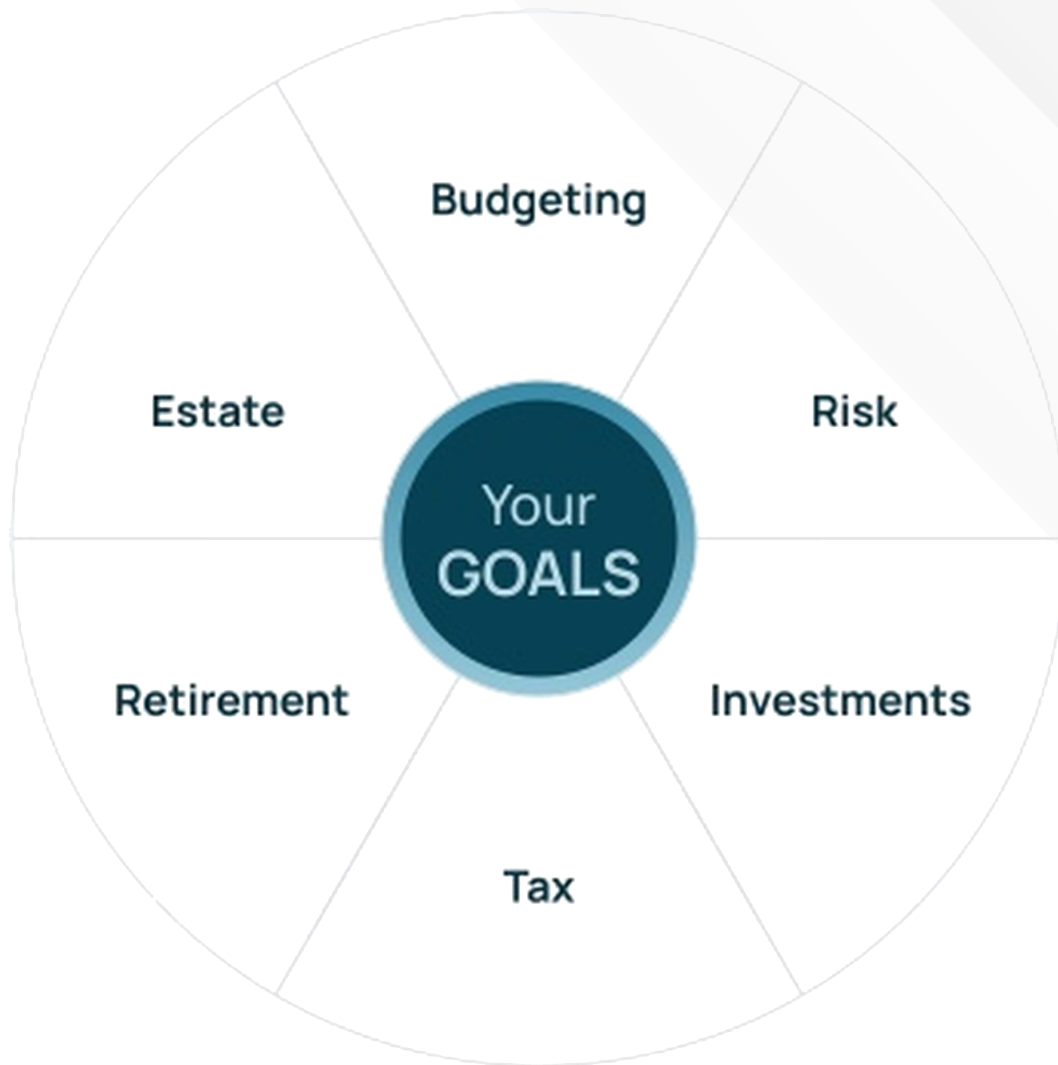 Budgeting
Estate
Risk
Your
GOALS
Retirement
Investments
Tax